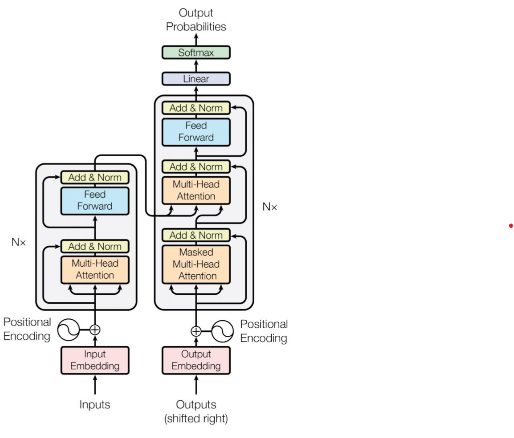 Output
Probabilities
Softmax
Linear
Add & Norm
Feed
Forward
Add & Norm
Multi-Head
Attention
Add & Norm
Masked
Multi-Head
Attention
N×
Add & Norm
Feed
Forward
N×
Add & Norm
Multi-Head
Attention
Positional
Encoding
Positional
Encoding
Input
Embedding
Output
Embedding
Inputs
Outputs
(shifted right)